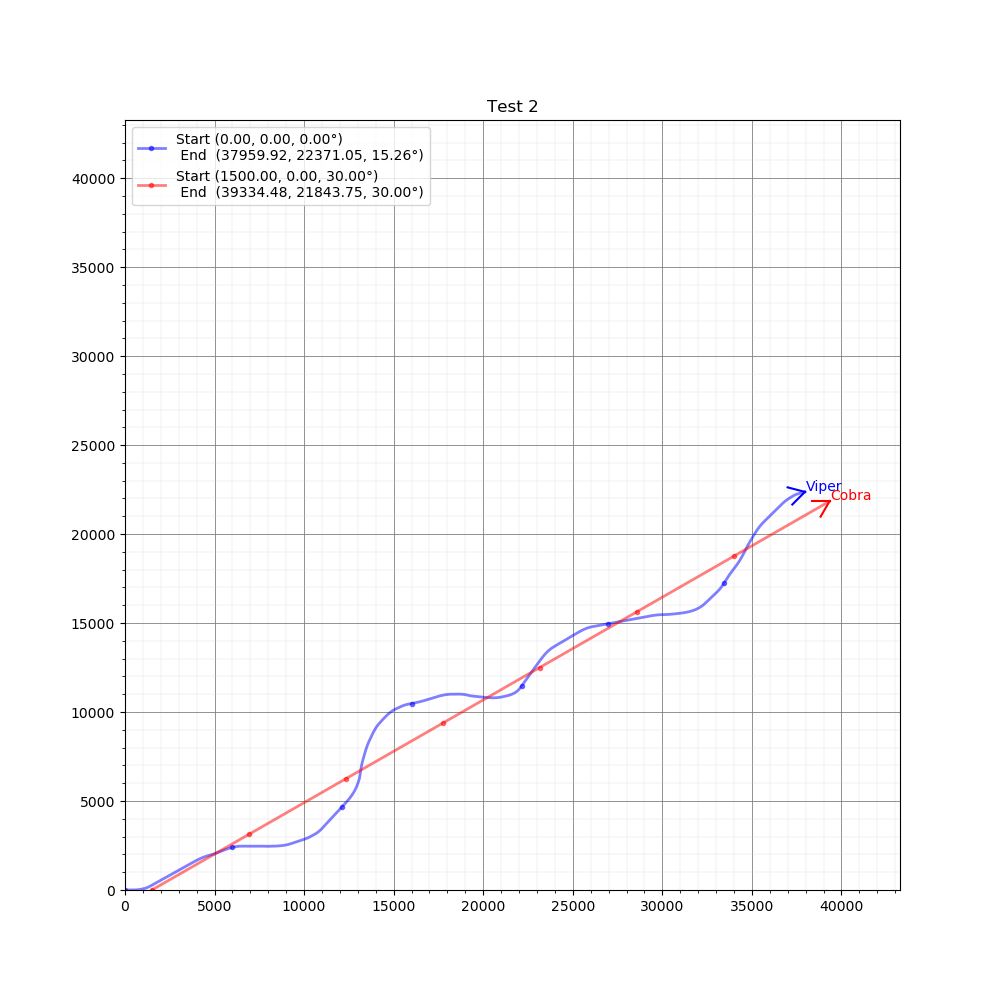 Test 2
Start (0.00, 0.00, 0.00°)
End (37959.92, 22371.05, 15.26°)
Start (1500.00, 0.00, 30.00°)
End (39334.48, 21843.75, 30.00°)
40000
35000
30000
25000
20000
15000
10000
5000
0
Viper
Cobra
0 5000 10000 15000 20000 25000 30000 35000 40000